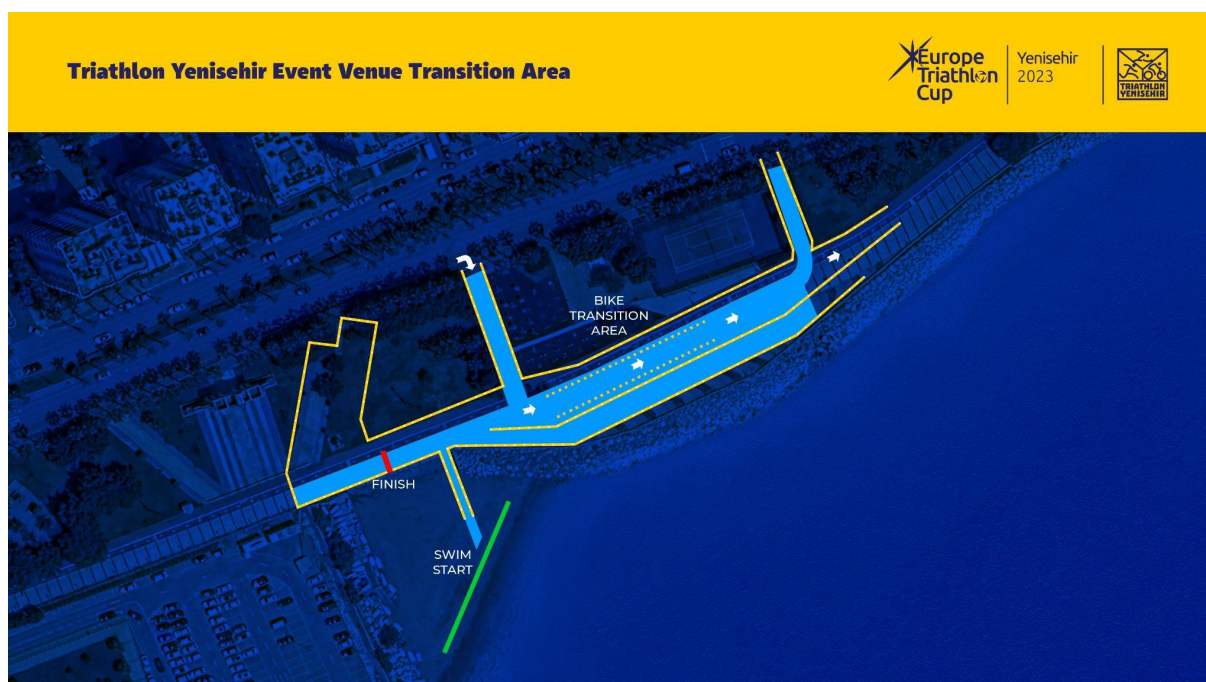 Triathlon Yenisehir Event Venue Transition Area
Europe
Triathlon
Cup
Yenisehir
2023
TRIATHLON
YENISEHIR
BIKE
TRANSITION
AREA
FINISH
SWIM
START